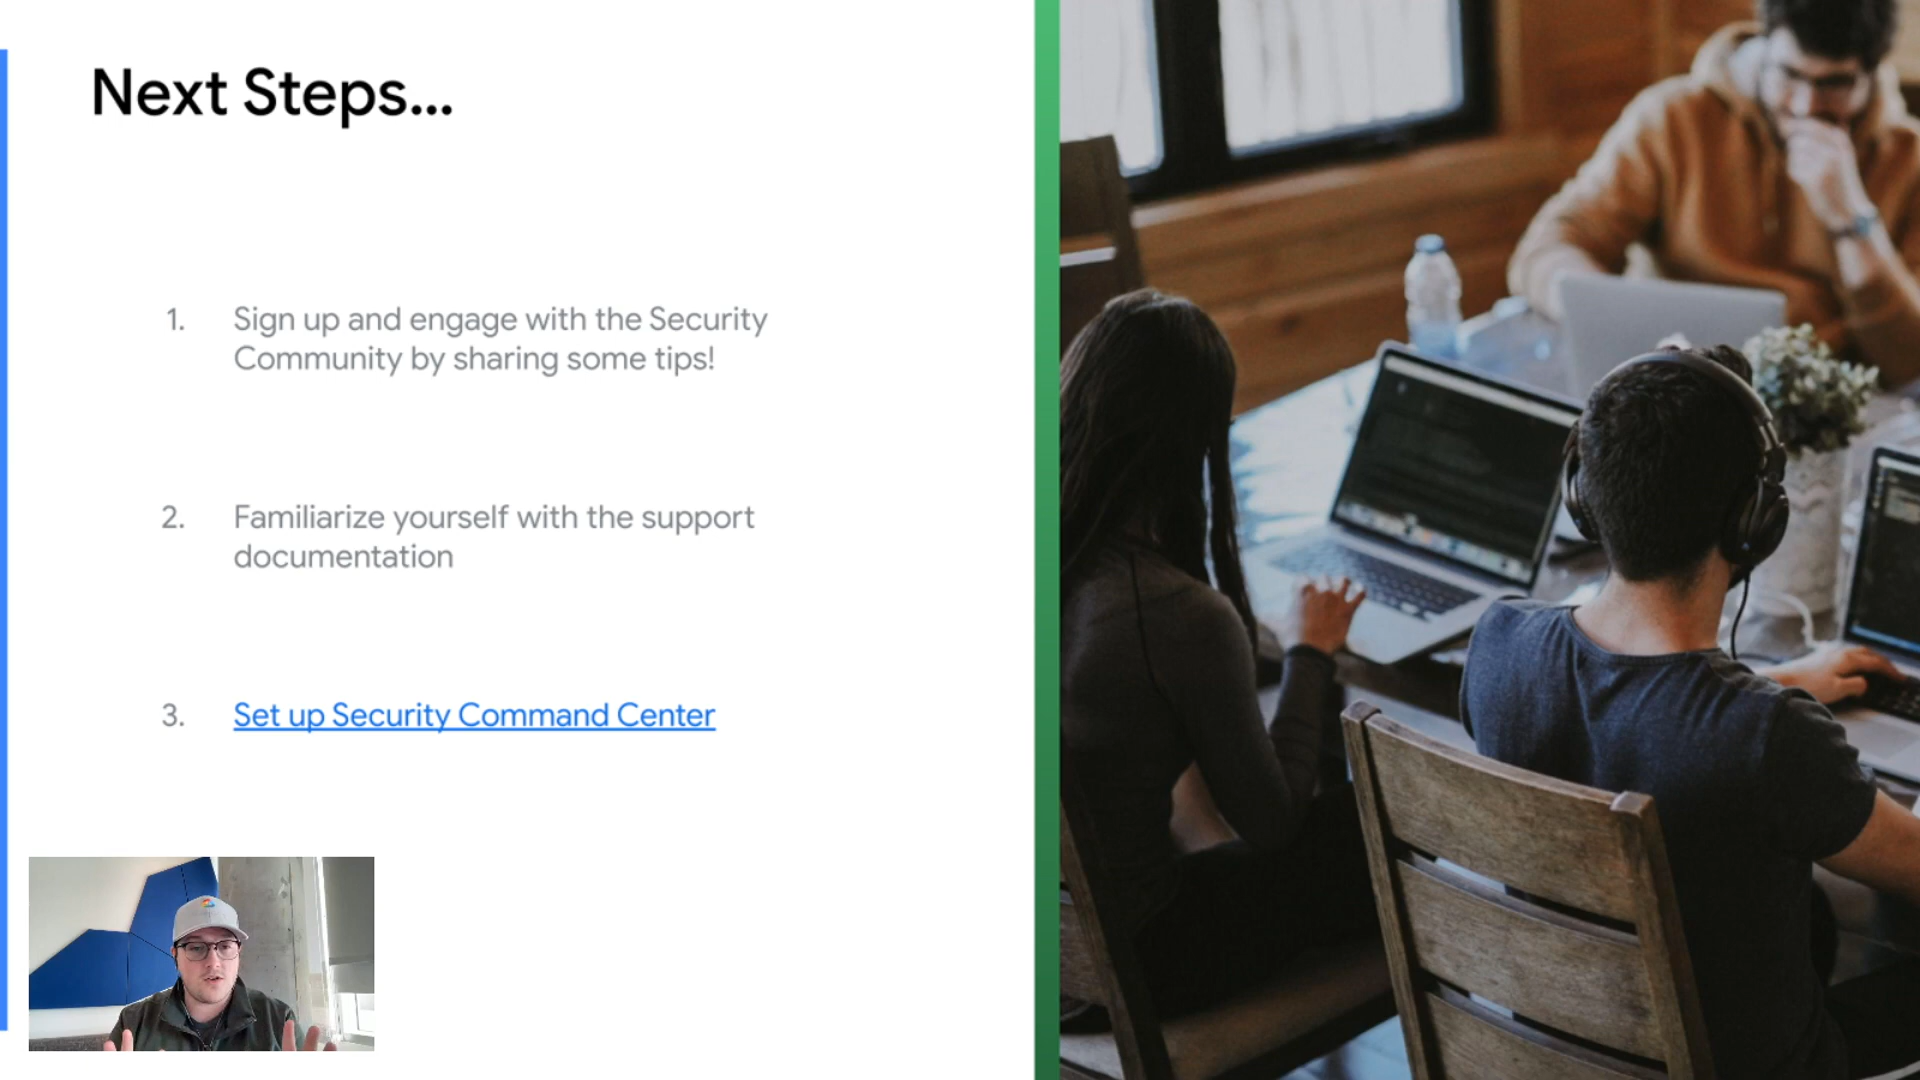 Next Steps...
1. Sign up and engage with the Security
Community by sharing some tips!
2. Familiarize yourself with the support
documentation
3. Set up Security Command Center